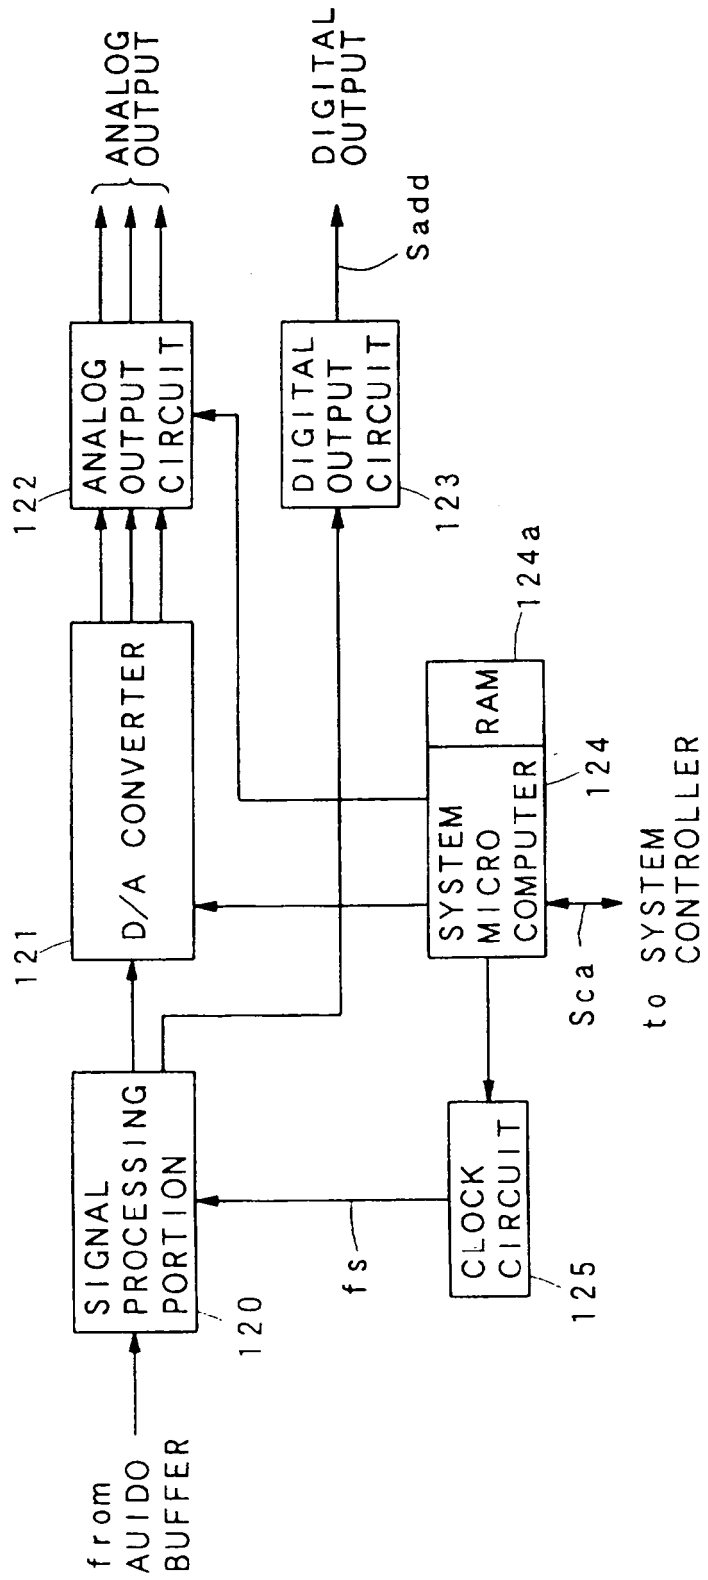 from
AUIDO
BUFFER
SIGNAL
PROCESSING
PORTION
120
121
D/A CONVERTER
122
ANALOG
OUTPUT
CIRCUIT
ANALOG
OUTPUT
DIGITAL
OUTPUT
CIRCUIT
123
Sadd
DIGITAL
OUTPUT
fs
CLOCK
CIRCUIT
125
SYSTEM
MICRO
COMPUTER
RAM
124a
124
Sca
to SYSTEM
CONTROLLER